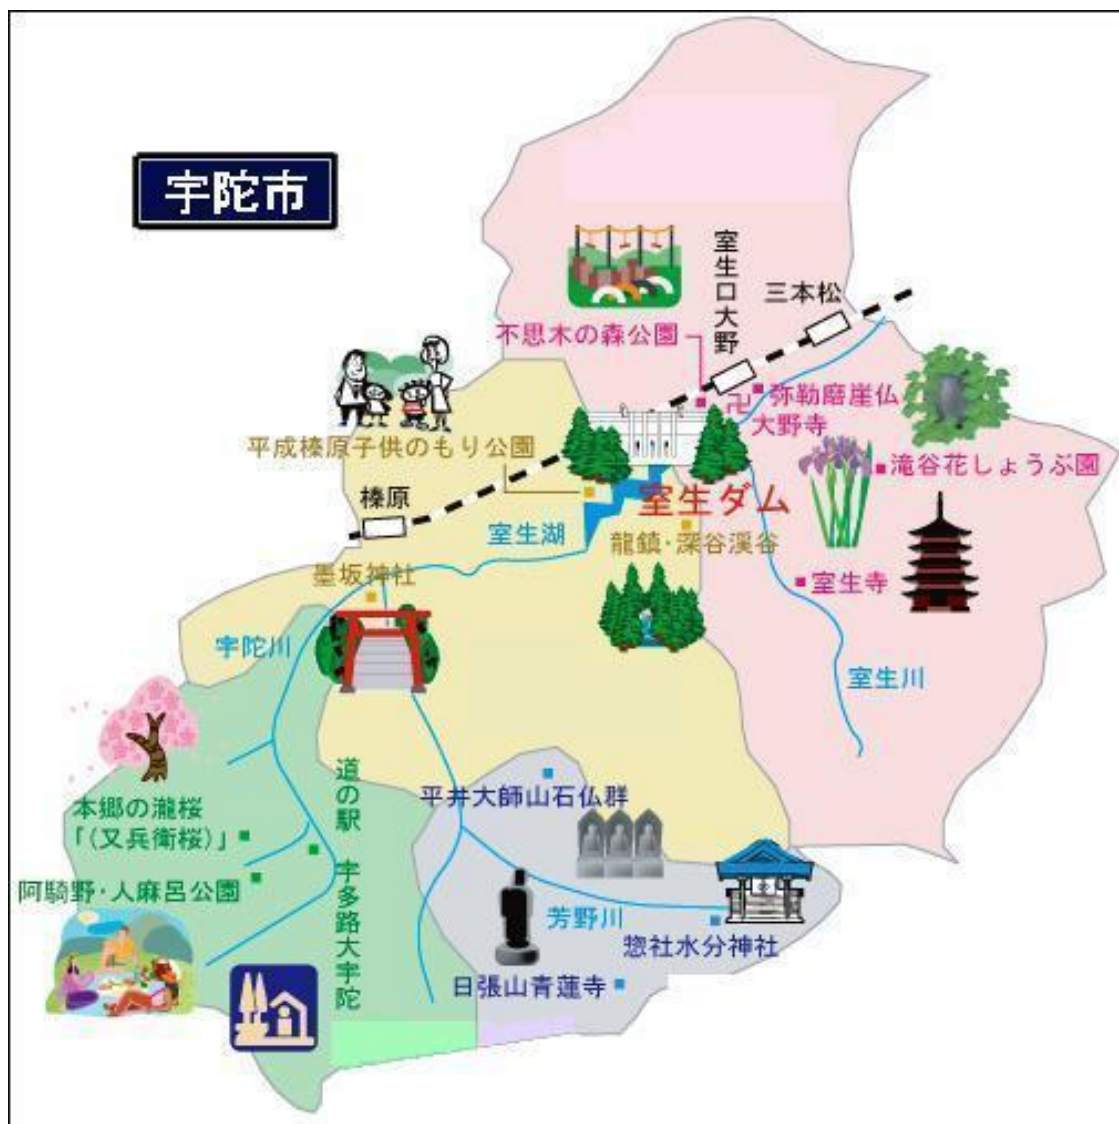 宇陀市
室生口大野
三本松
不思木の森公園
弥勒磨崖仏
大野寺
平成榛原子供のもり公園
滝谷花しょうぶ園
榛原
室生ダム
室生湖
龍鎮・深谷渓谷
墨坂神社
室生寺
宇陀川
室生川
道の駅 宇多路大宇陀
平井大師山石仏群
本郷の瀧桜
「(又兵衛桜)」
阿騎野・人麻呂公園
芳野川
惣社水分神社
日張山青蓮寺